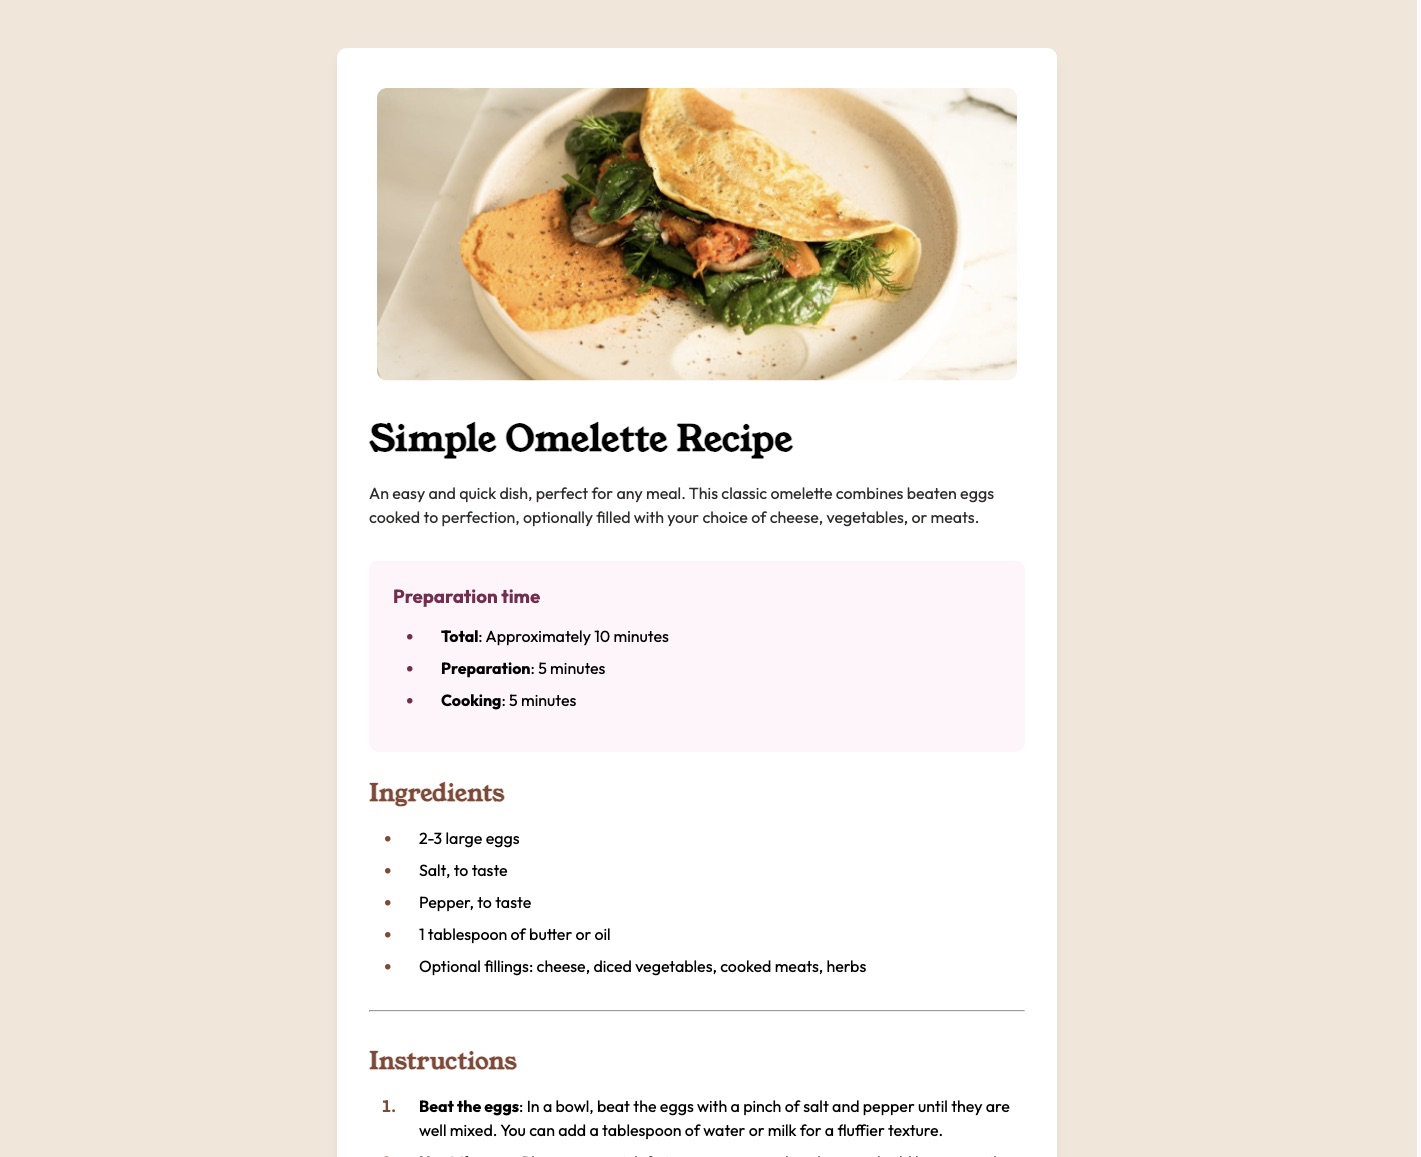 Simple Omelette Recipe
An easy and quick dish, perfect for any meal. This classic omelette combines beaten eggs
cooked to perfection, optionally filled with your choice of cheese, vegetables, or meats.
Preparation time
• Total: Approximately 10 minutes
• Preparation: 5 minutes
• Cooking: 5 minutes
Ingredients
• 2-3 large eggs
• Salt, to taste
• Pepper, to taste
• 1 tablespoon of butter or oil
• Optional fillings: cheese, diced vegetables, cooked meats, herbs
Instructions
1. Beat the eggs: In a bowl, beat the eggs with a pinch of salt and pepper until they are
well mixed. You can add a tablespoon of water or milk for a fluffier texture.